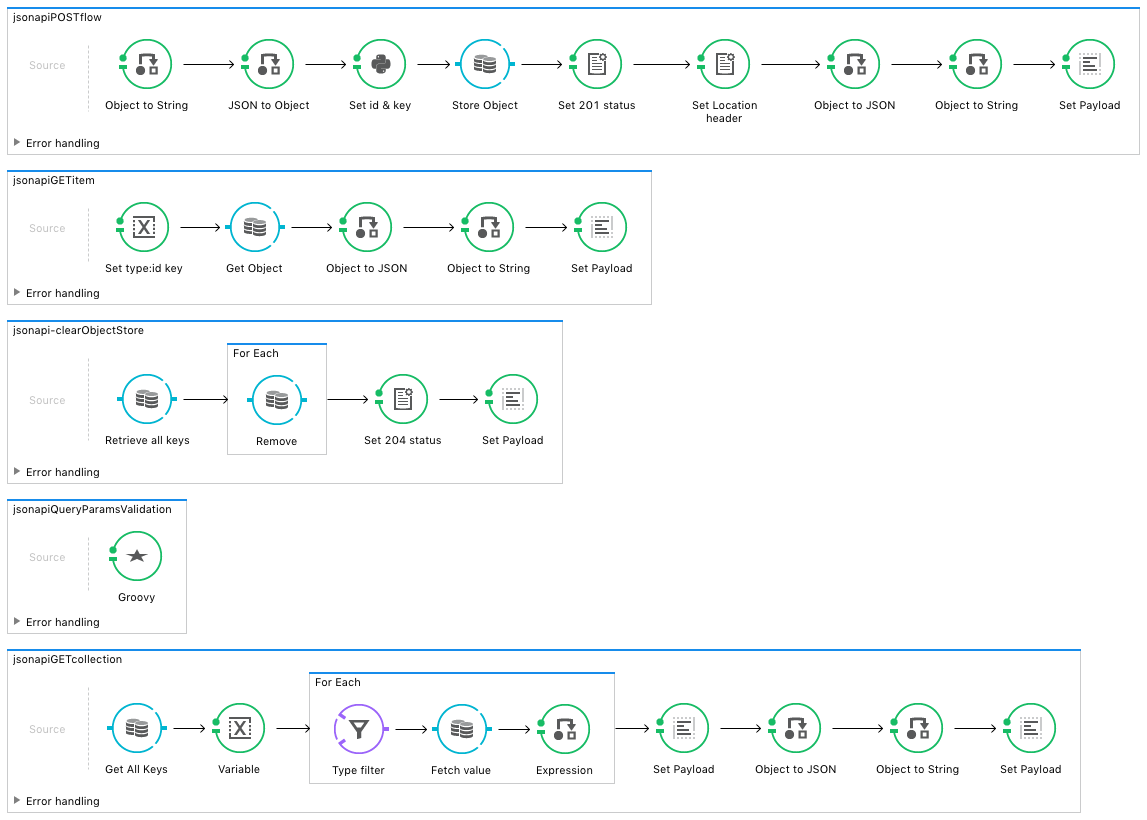 jsonapiPOSTflow
Source
Object to String
JSON to Object
Set id & key
Store Object
Set 201 status
Set Location
header
Object to JSON
Object to String
Set Payload
Error handling
jsonapiGETitem
Source
Set type:id key
Get Object
Object to JSON
Object to String
Set Payload
Error handling
jsonapi-clearObjectStore
Source
Retrieve all keys
For Each
Remove
Set 204 status
Set Payload
Error handling
jsonapiQueryParamsValidation
Source
Groovy
Error handling
jsonapiGETcollection
Source
Get All Keys
Variable
For Each
Type filter
Fetch value
Expression
Set Payload
Object to JSON
Object to String
Set Payload
Error handling